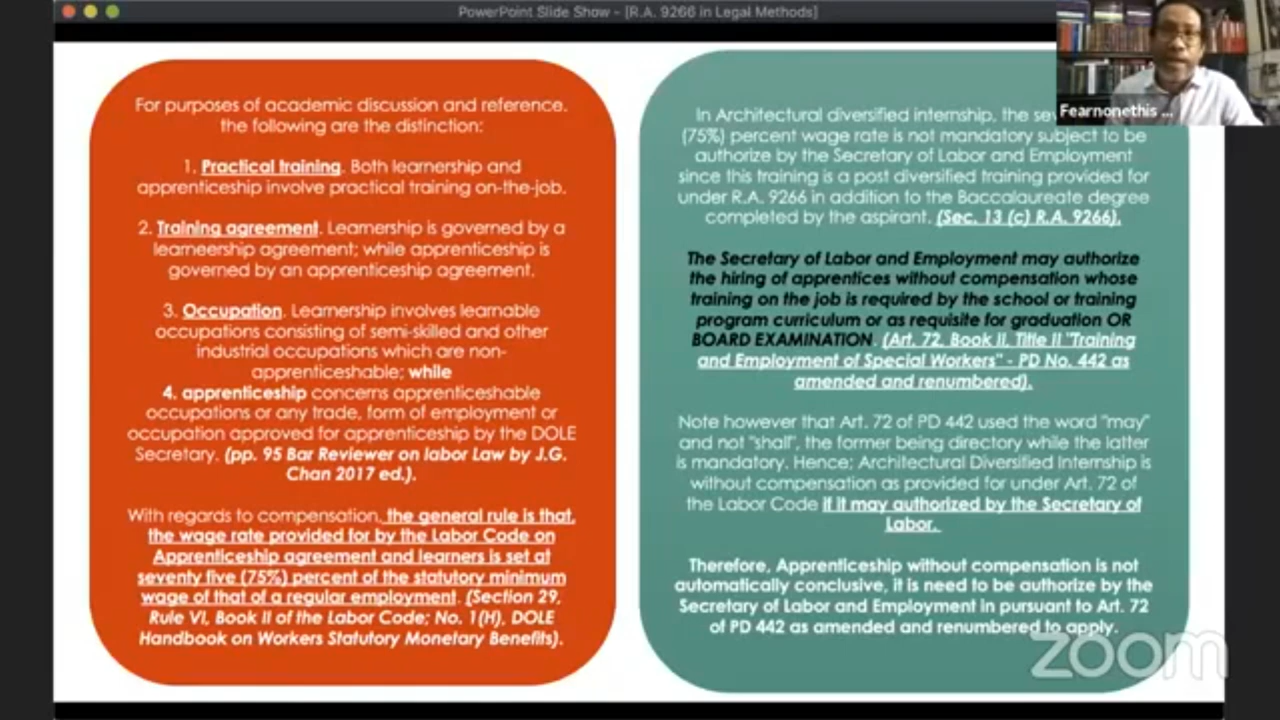 PowerPoint Slide Show - [R.A. 9266 in Legal Methods]
For purposes of academic discussion and reference,
the following are the distinction:
1. Practical training. Both learnership and
apprenticeship involve practical training on-the-job.
2. Training agreement. Learnership is governed by a
learneership agreement; while apprenticeship is
governed by an apprenticeship agreement.
3. Occupation. Learnership involves learnable
occupations consisting of semi-skilled and other
industrial occupations which are non-
apprenticeshable; while
4. apprenticeship concerns apprenticeshable
occupations or any trade, form of employment or
occupation approved for apprenticeship by the DOLE
Secretary. (pp. 95 Bar Reviewer on labor Law by J.G.
Chan 2017 ed.).
With regards to compensation, the general rule is that,
the wage rate provided for by the Labor Code on
Apprenticeship agreement and learners is set at
seventy five (75%) percent of the statutory minimum
wage of that of a regular employment. (Section 29,
Rule VI, Book II of the Labor Code; No. 1(H), DOLE
Handbook on Workers Statutory Monetary Benefits).
In Architectural diversified internship, the
(75%) percent wage rate is not mandatory subject to be
authorize by the Secretary of Labor and Employment
since this training is a post diversified training provided for
under R.A. 9266 in addition to the Baccalaureate degree
completed by the aspirant. (Sec. 13 (c) R.A. 9266).
The Secretary of Labor and Employment may authorize
the hiring of apprentices without compensation whose
training on the job is required by the school or training
program curriculum or as requisite for graduation OR
BOARD EXAMINATION. (Art. 72, Book II, Title II "Training
and Employment of Special Workers" - PD No. 442 as
amended and renumbered).
Note however that Art. 72 of PD 442 used the word "may"
and not "shall", the former being directory while the latter
is mandatory. Hence; Architectural Diversified Internship is
without compensation as provided for under Art. 72 of
the Labor Code if it may authorized by the Secretary of
Labor.
Therefore, Apprenticeship without compensation is not
automatically conclusive, it is need to be authorize by the
Secretary of Labor and Employment in pursuant to Art. 72
of PD 442 as amended and renumbered to apply.
Fearnonethis ...
zoom